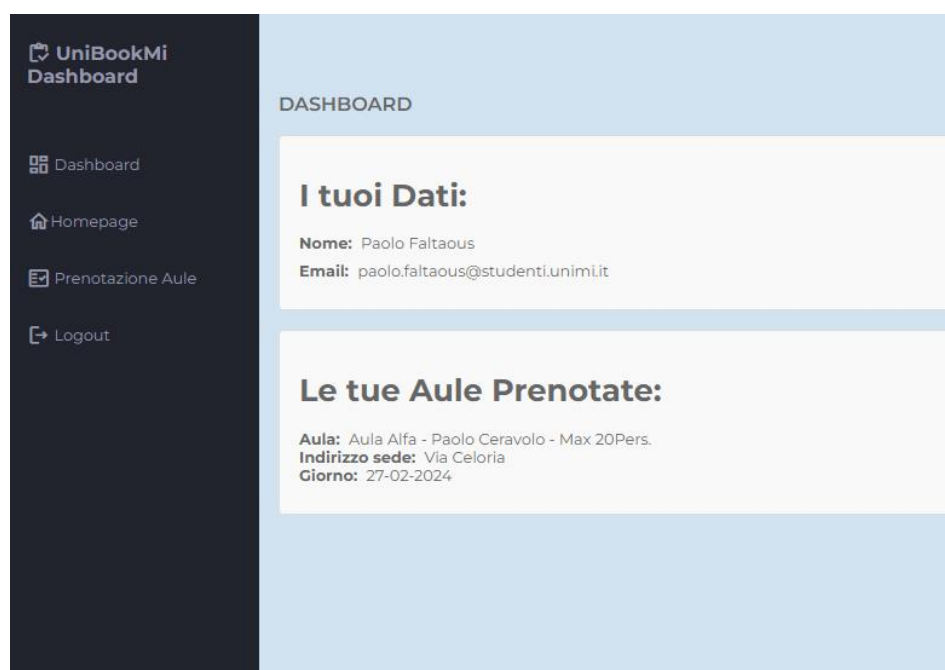 UniBookMi
Dashboard
Dashboard
Homepage
Prenotazione Aule
Logout
DASHBOARD
I tuoi Dati:
Nome: Paolo Faltaous
Email: paolo.faltaous@studenti.unimi.it
Le tue Aule Prenotate:
Aula: Aula Alfa - Paolo Ceravolo - Max 20Pers.
Indirizzo sede: Via Celoria
Giorno: 27-02-2024